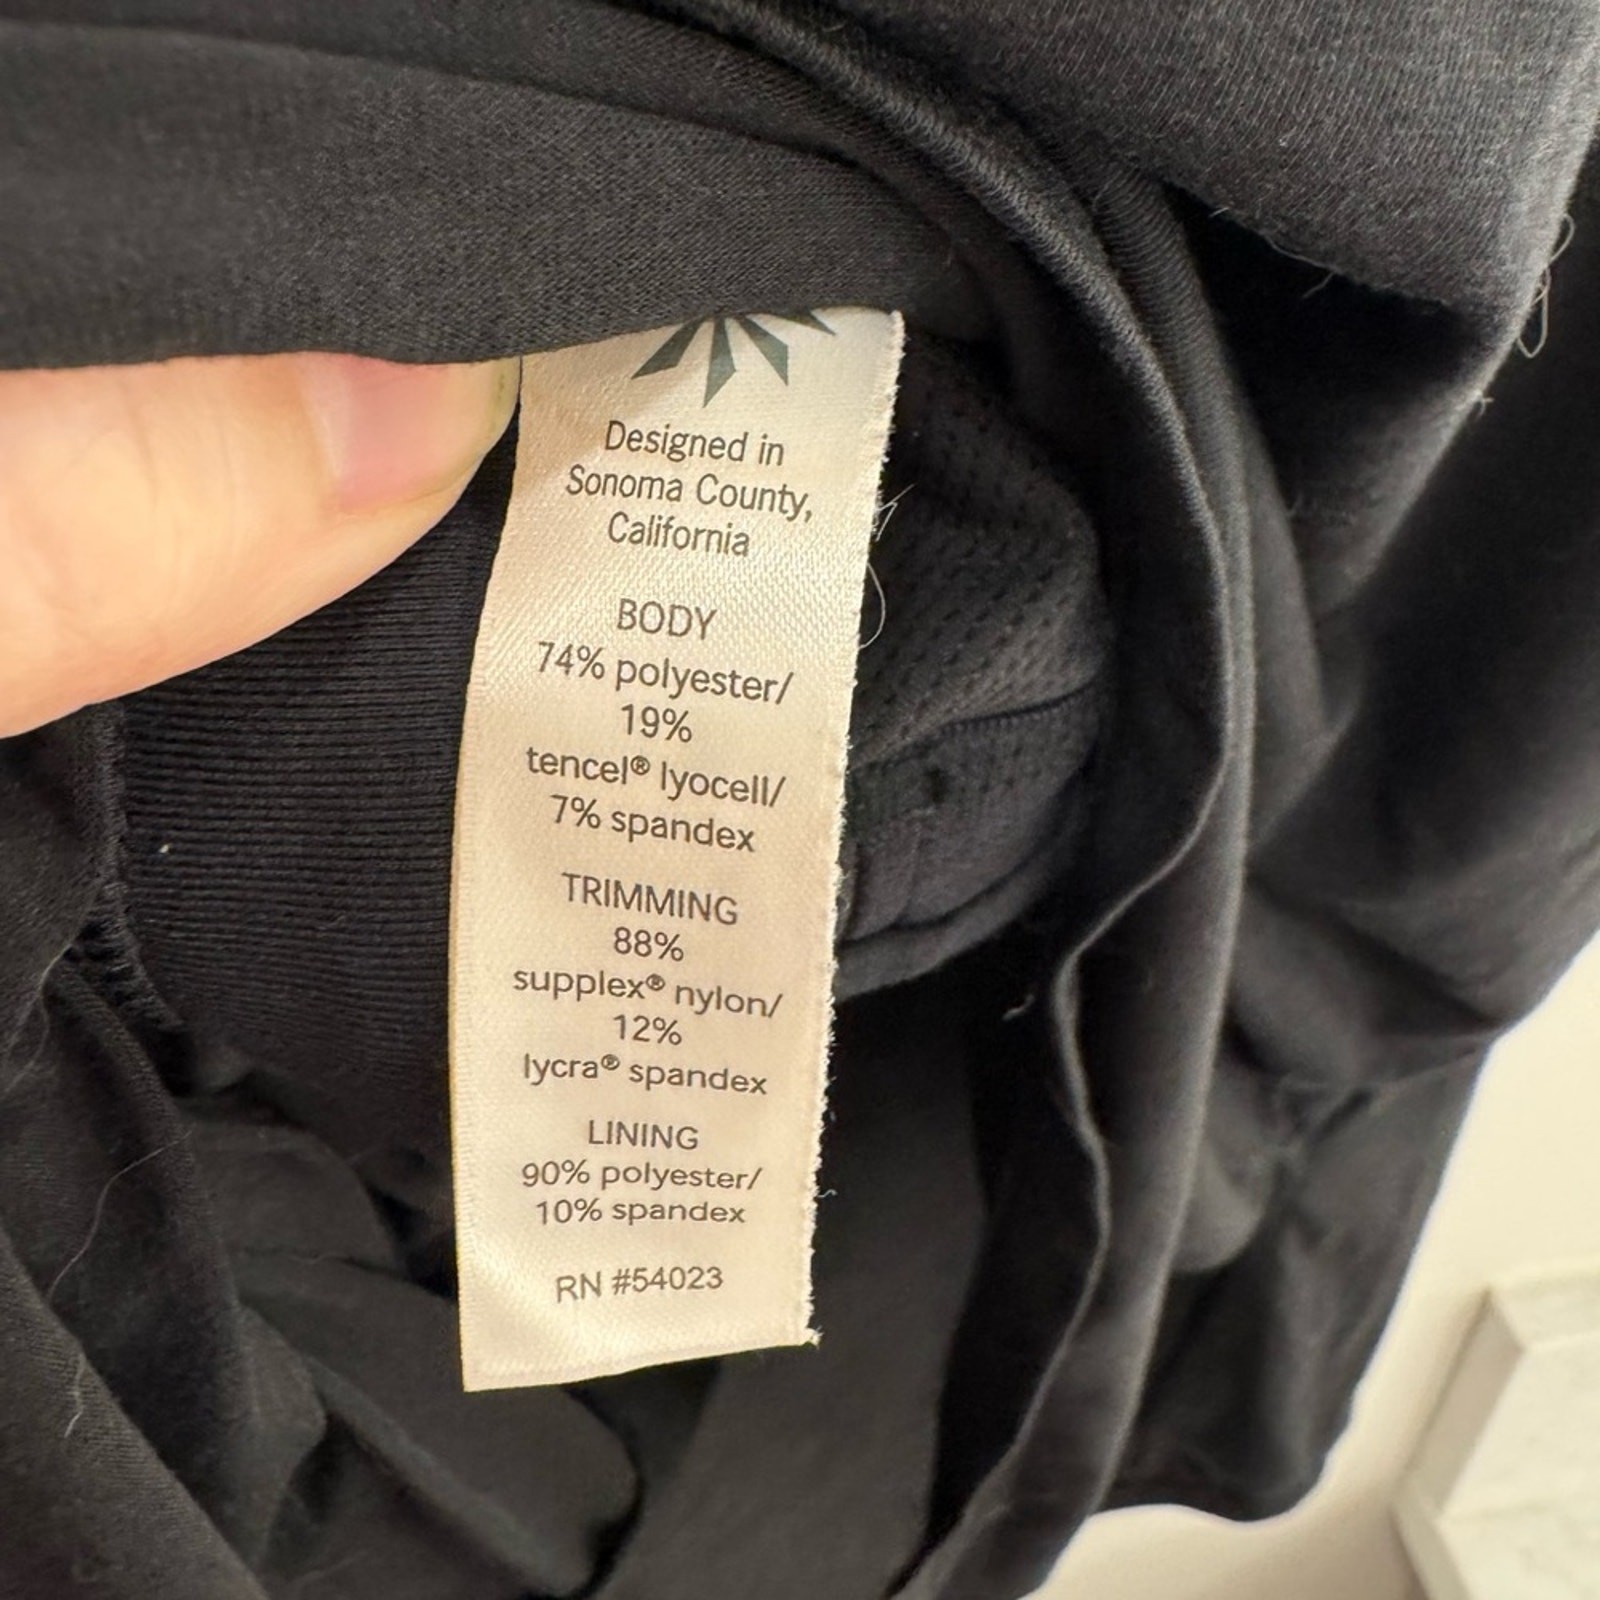 Designed in
Sonoma County,
California
BODY
74% polyester/
19%
tencel® lyocell/
7% spandex
TRIMMING
88%
supplex® nylon/
12%
lycra® spandex
LINING
90% polyester/
10% spandex
RN #54023